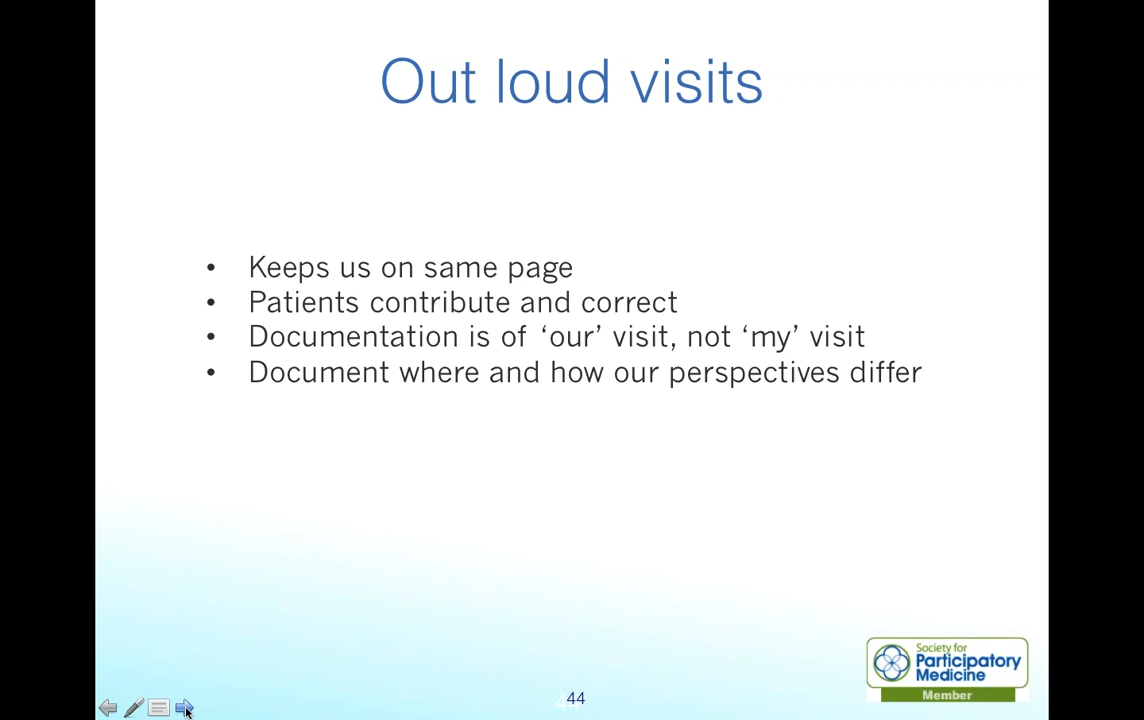 Out loud visits
• Keeps us on same page
• Patients contribute and correct
• Documentation is of ‘our’ visit, not ‘my’ visit
• Document where and how our perspectives differ
Society for
Participatory
Medicine
Member
44